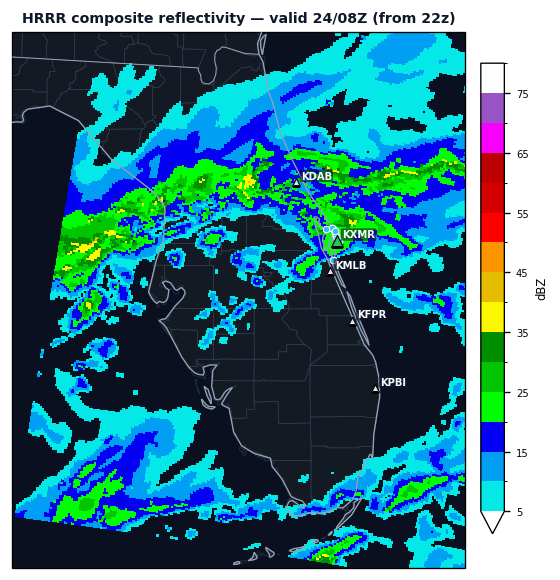 HRRR composite reflectivity — valid 24/08Z (from 22z)
KDAB
KXMR
KMLB
KFPR
KPBI
75
65
55
45
35
25
15
5
dBZ